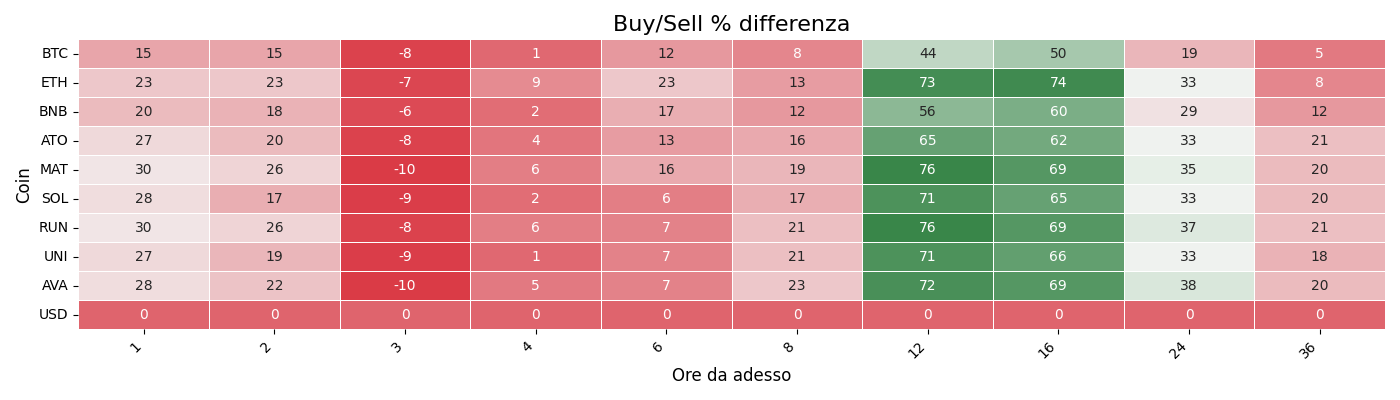 Buy/Sell % differenza
Coin
BTC 15 15 -8 1 12 8 44 50 19 5
ETH 23 23 -7 9 23 13 73 74 33 8
BNB 20 18 -6 2 17 12 56 60 29 12
ATO 27 20 -8 4 13 16 65 62 33 21
MAT 30 26 -10 6 16 19 76 69 35 20
SOL 28 17 -9 2 6 17 71 65 33 20
RUN 30 26 -8 6 7 21 76 69 37 21
UNI 27 19 -9 1 7 21 71 66 33 18
AVA 28 22 -10 5 7 23 72 69 38 20
USD 0 0 0 0 0 0 0 0 0 0
1 2 3 4 6 8 12 16 24 36
Ore da adesso